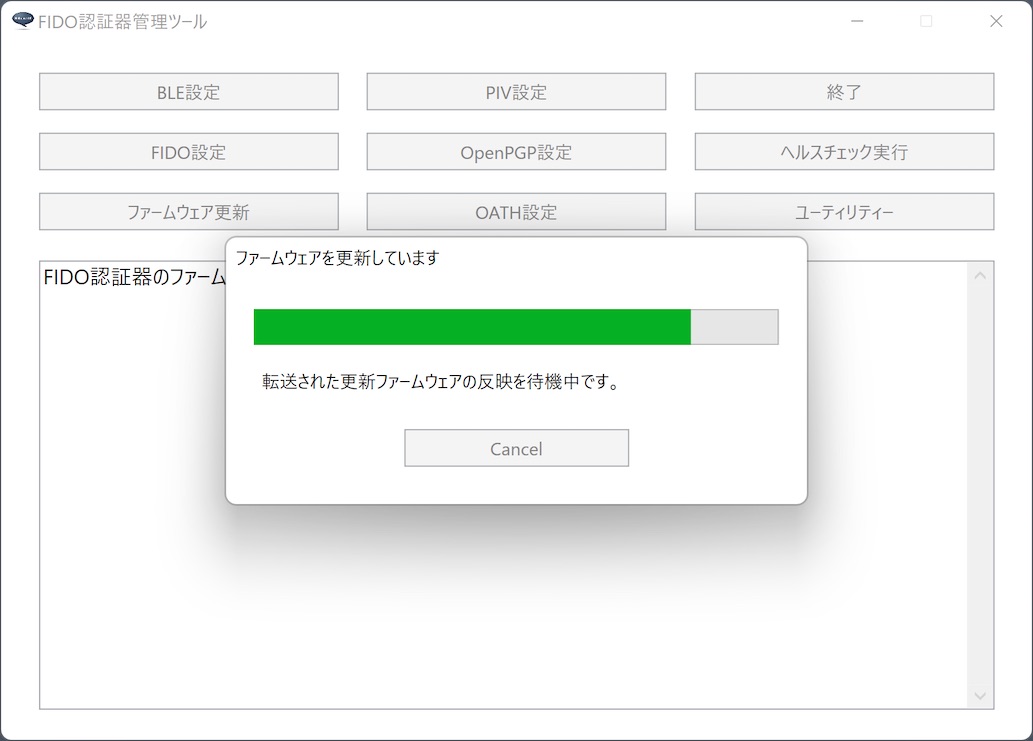 FIDO認証器管理ツール
BLE設定
PIV設定
終了
FIDO設定
OpenPGP設定
ヘルスチェック実行
ファームウェア更新
OATH設定
ユーティリティー
FIDO認証器のファーム
ファームウェアを更新しています
転送された更新ファームウェアの反映を待機中です。
Cancel